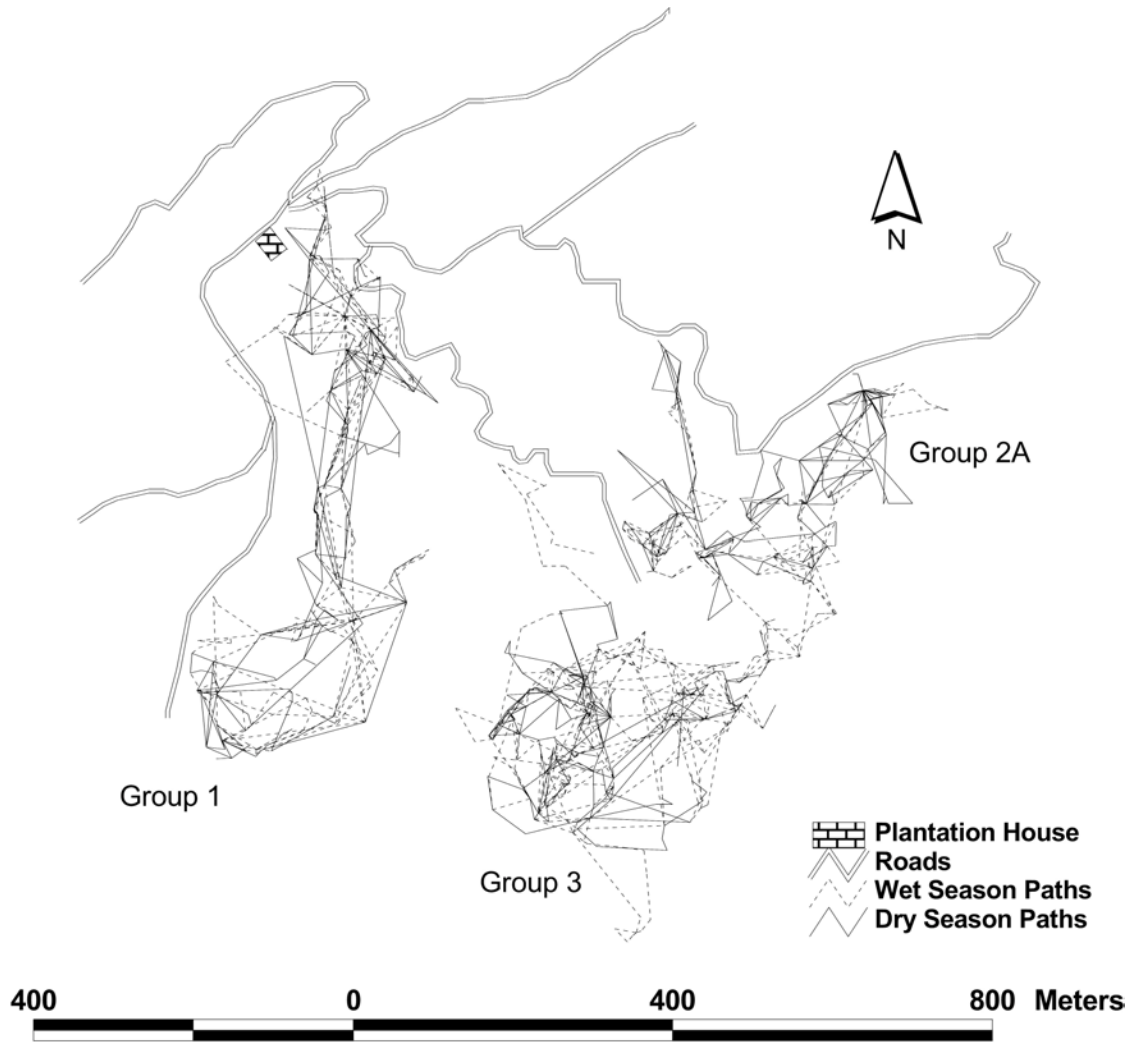 N
Group 2A
Group 1
Group 3
Plantation House
Roads
Wet Season Paths
Dry Season Paths
400 0 400 800 Meters